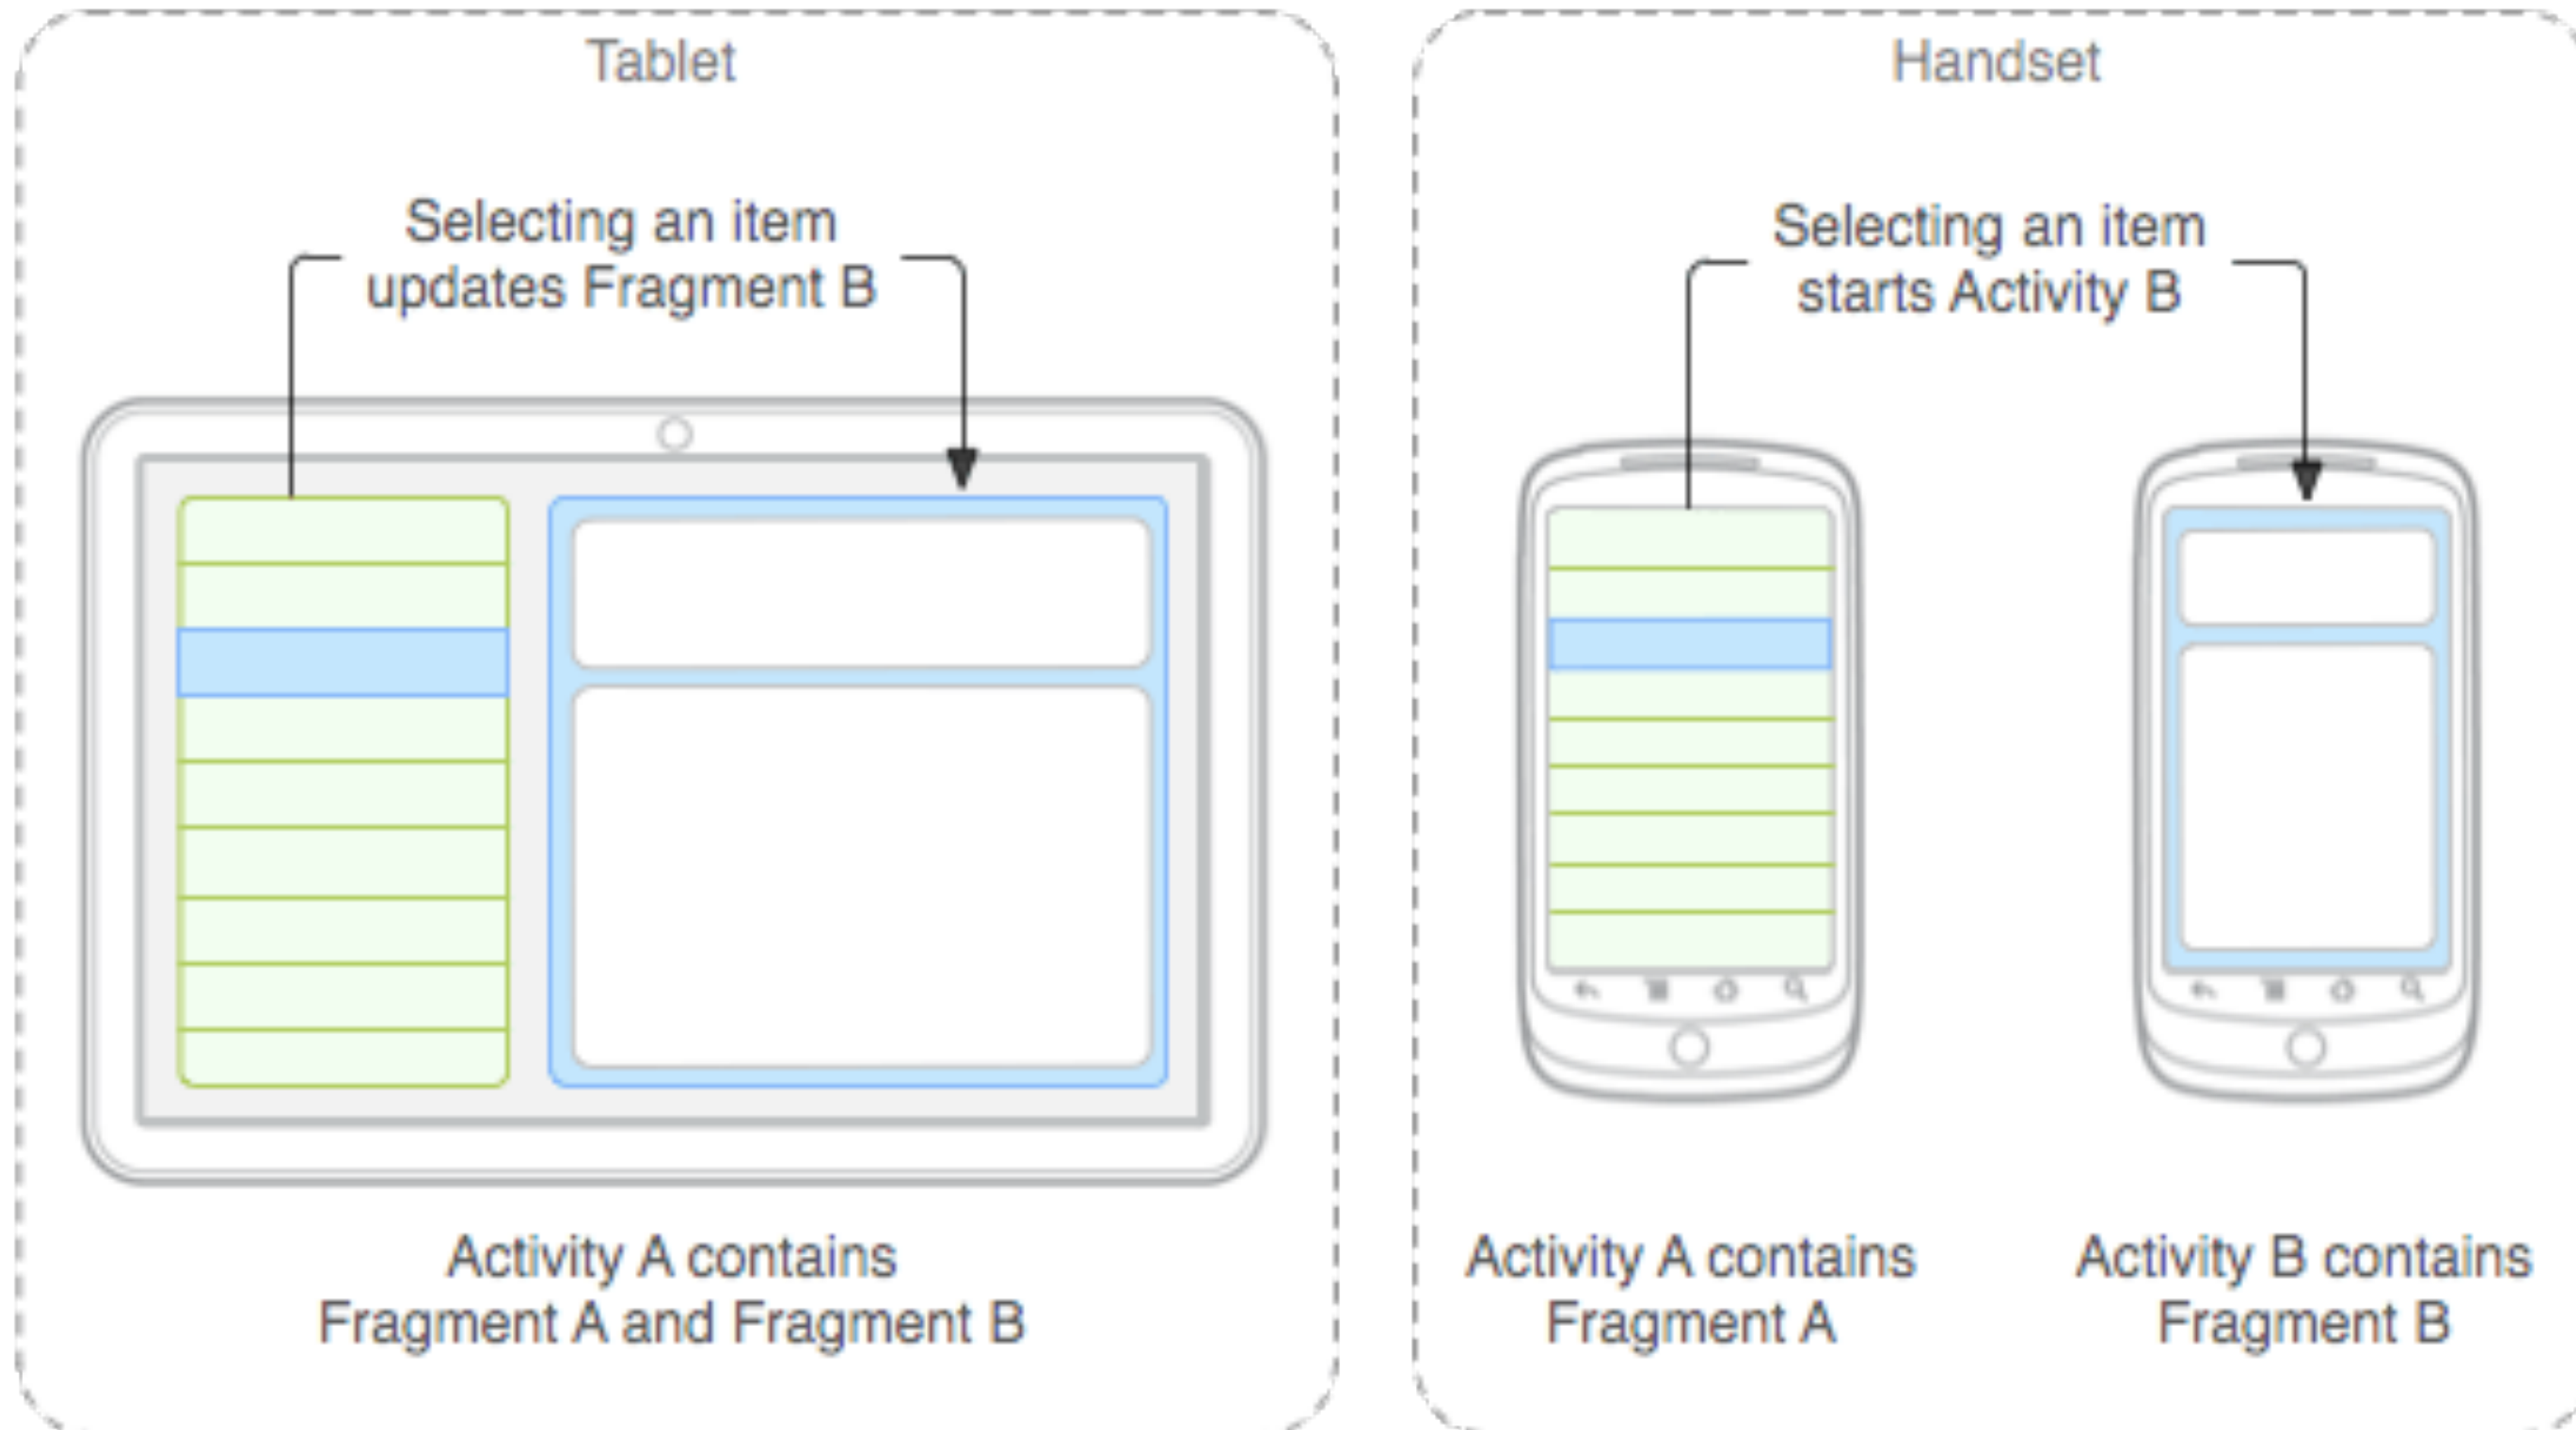 Tablet
Selecting an item
updates Fragment B
Activity A contains
Fragment A and Fragment B
Handset
Selecting an item
starts Activity B
Activity A contains
Fragment A
Activity B contains
Fragment B